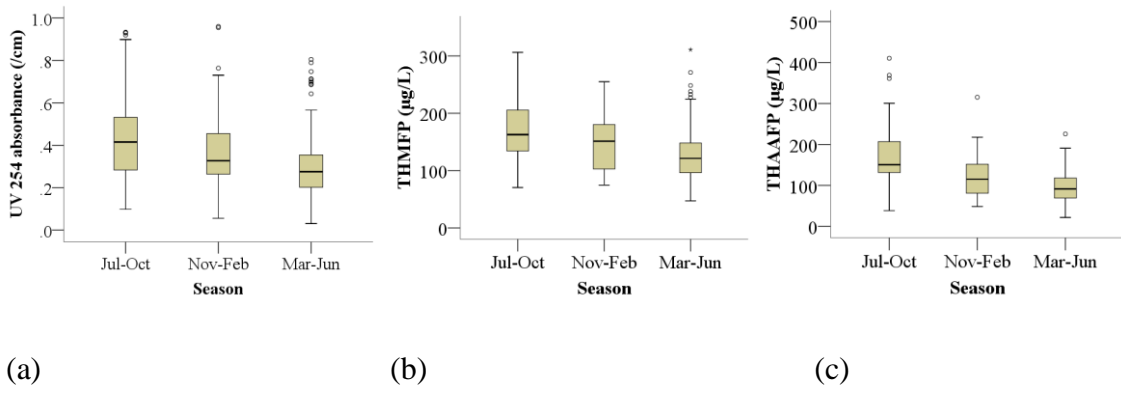 UV 254 absorbance (/cm)
1.0
.8
.6
.4
.2
.0
Jul-Oct Nov-Feb Mar-Jun
Season
THMFP (µg/L)
300
200
100
0
Jul-Oct Nov-Feb Mar-Jun
Season
THAAFP (µg/L)
500
400
300
200
100
0
Jul-Oct Nov-Feb Mar-Jun
Season
(a) (b) (c)